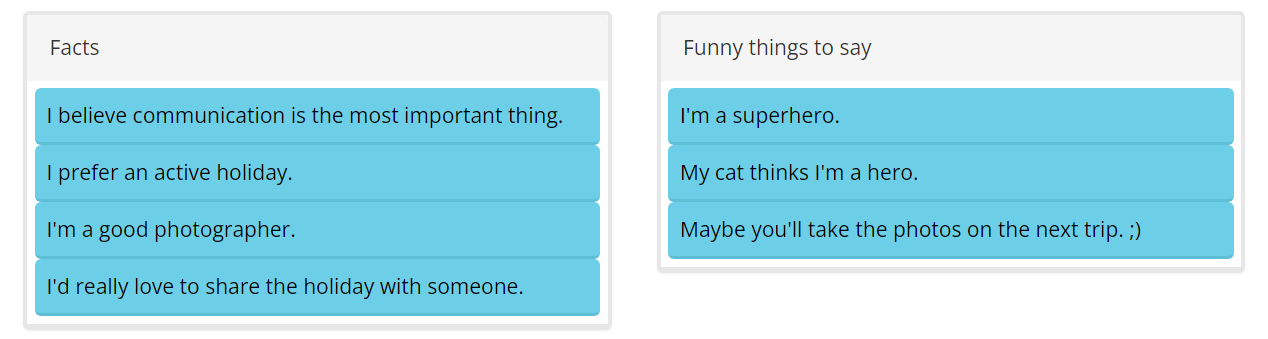 Facts
I believe communication is the most important thing.
I prefer an active holiday.
I'm a good photographer.
I'd really love to share the holiday with someone.
Funny things to say
I'm a superhero.
My cat thinks I'm a hero.
Maybe you'll take the photos on the next trip. ;)